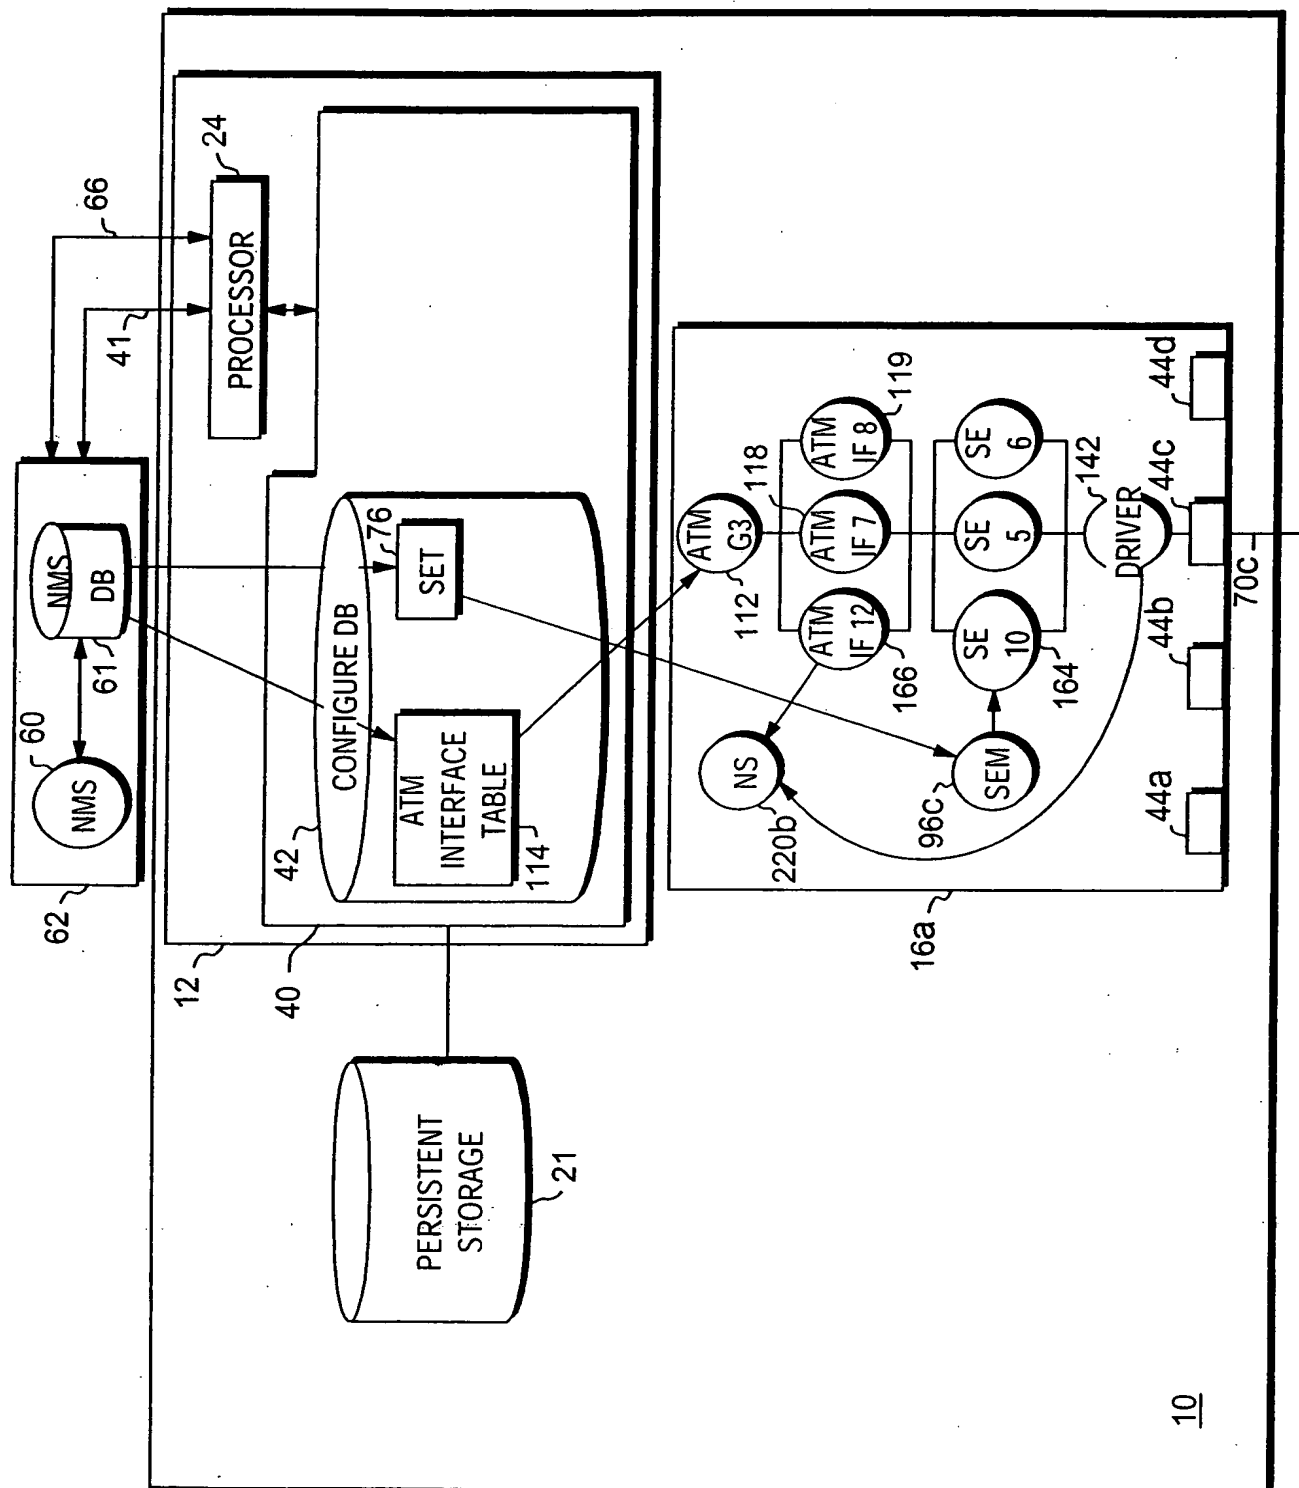 62
NMS
60
NMS
DB
61
41
66
12
PROCESSOR
24
40
42
CONFIGURE DB
ATM
INTERFACE
TABLE
114
SET
76
PERSISTENT
STORAGE
21
16a
NS
220b
ATM
G3
112
ATM
IF 12
166
ATM
IF 7
118
ATM
IF 8
119
SEM
96c
SE
10
164
SE
5
SE
6
DRIVER
142
44a
44b
44c
44d
70c
10